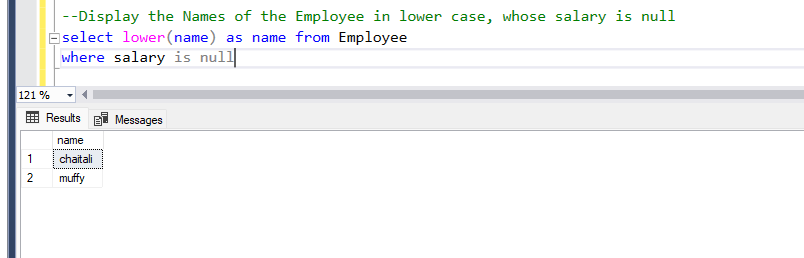 --Display the Names of the Employee in lower case, whose salary is null
select lower(name) as name from Employee
where salary is null
121 %
Results Messages
name
1 chaitali
2 muffy